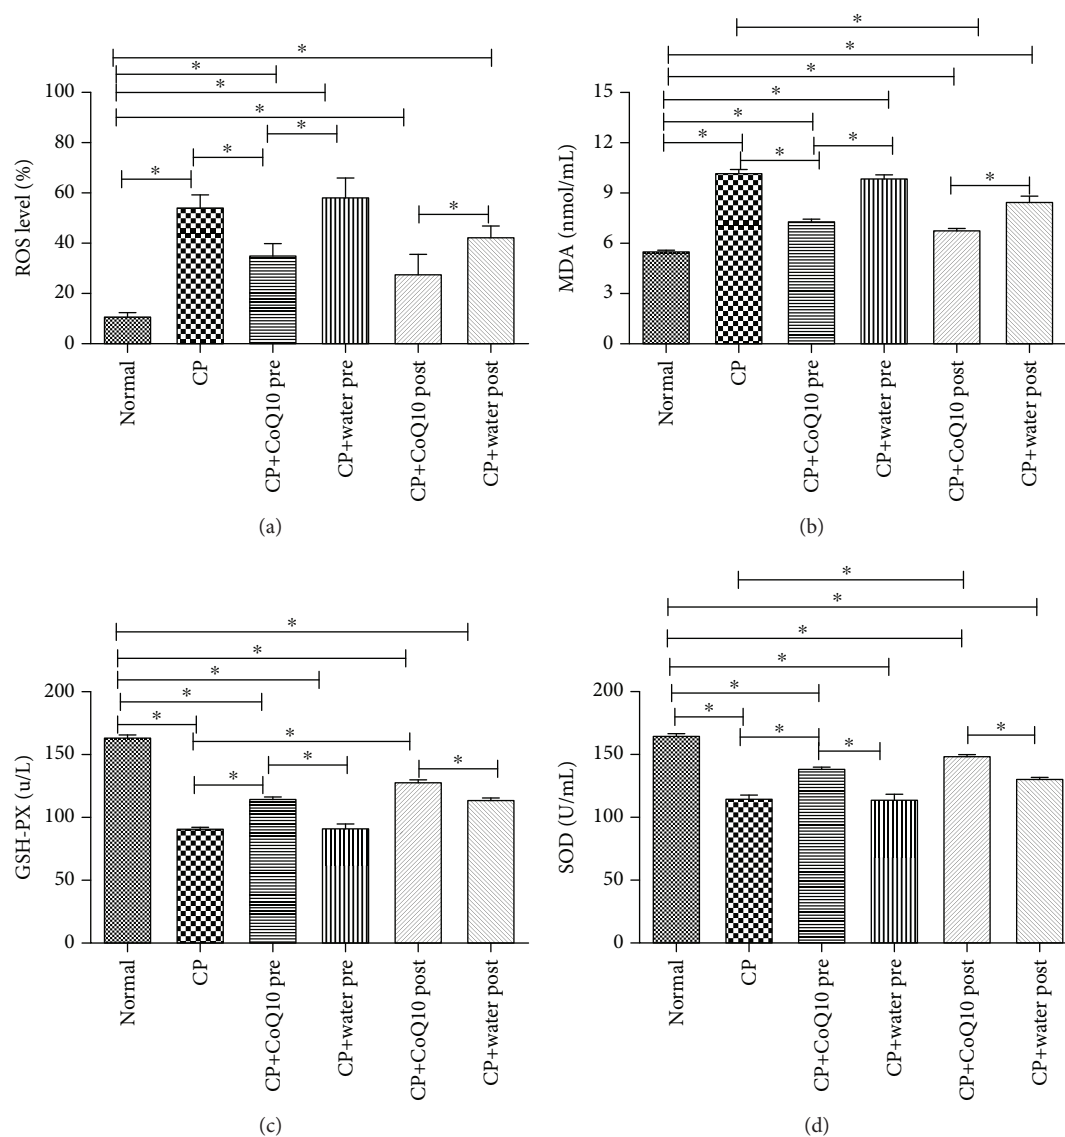 ROS level (%)
100
80
60
40
20
0
* * * * * * * * *
Normal
CP
CP+CoQ10 pre
CP+water pre
CP+CoQ10 post
CP+water post
(a)
MDA (nmol/mL)
15
12
9
6
3
0
* * * * * * * * *
Normal
CP
CP+CoQ10 pre
CP+water pre
CP+CoQ10 post
CP+water post
(b)
GSH-PX (u/L)
200
150
100
50
0
* * * * * * * * *
Normal
CP
CP+CoQ10 pre
CP+water pre
CP+CoQ10 post
CP+water post
(c)
SOD (U/mL)
200
150
100
50
0
* * * * * * * * *
Normal
CP
CP+CoQ10 pre
CP+water pre
CP+CoQ10 post
CP+water post
(d)